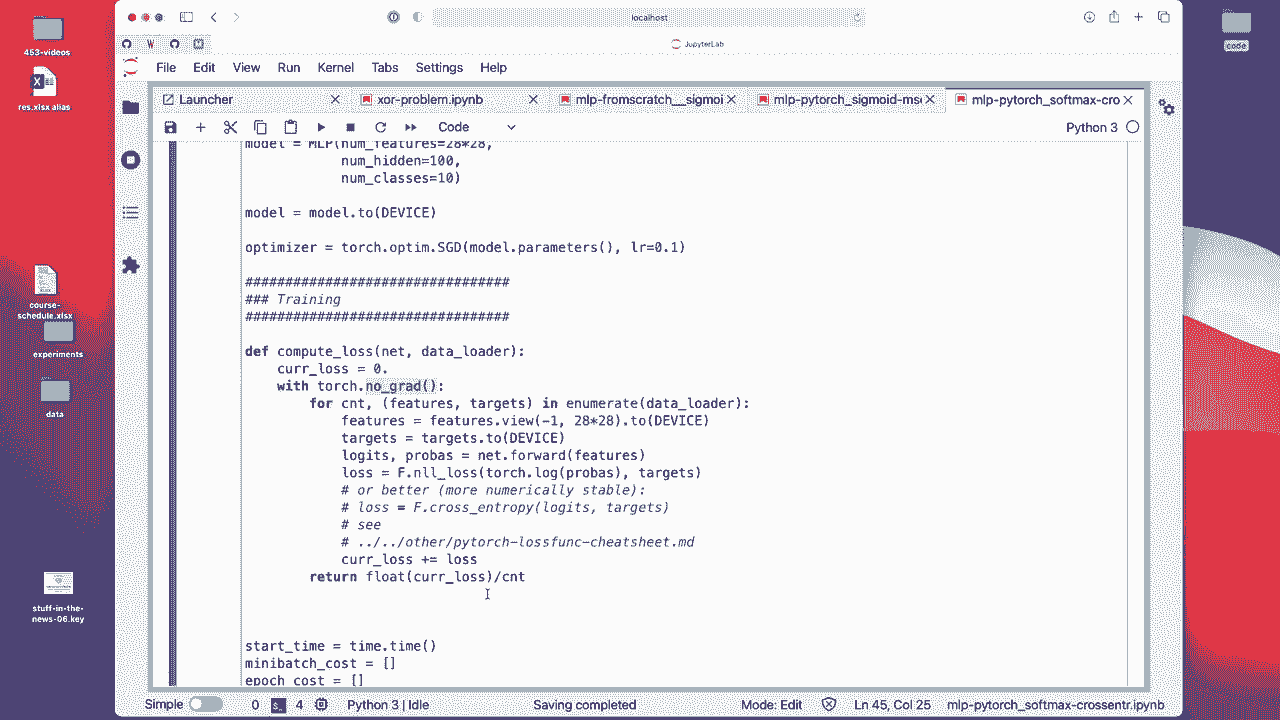 localhost
JupyterLab
453-videos
res.xlsx alias
course-
schedule.xlsx
experiments
data
stuff-in-the-
news-06.key
code
File Edit View Run Kernel Tabs Settings Help
Launcher
xor-problem.ipynb
mlp-fromscratch__sigmoi
mlp-pytorch_sigmoid-mse
mlp-pytorch_softmax-cro
Code
Python 3
model = MLP(num_features=28*28,
num_hidden=100,
num_classes=10)
model = model.to(DEVICE)
optimizer = torch.optim.SGD(model.parameters(), lr=0.1)
#################################
### Training
#################################
def compute_loss(net, data_loader):
curr_loss = 0.
with torch.no_grad():
for cnt, (features, targets) in enumerate(data_loader):
features = features.view(-1, 28*28).to(DEVICE)
targets = targets.to(DEVICE)
logits, probas = net.forward(features)
loss = F.nll_loss(torch.log(probas), targets)
# or better (more numerically stable):
# loss = F.cross_entropy(logits, targets)
# see
# ../../other/pytorch-lossfunc-cheatsheet.md
curr_loss += loss
return float(curr_loss)/cnt
start_time = time.time()
minibatch_cost = []
epoch_cost = []
Simple 0 4 Python 3 | Idle Saving completed Mode: Edit Ln 45, Col 25 mlp-pytorch_softmax-crossentr.ipynb